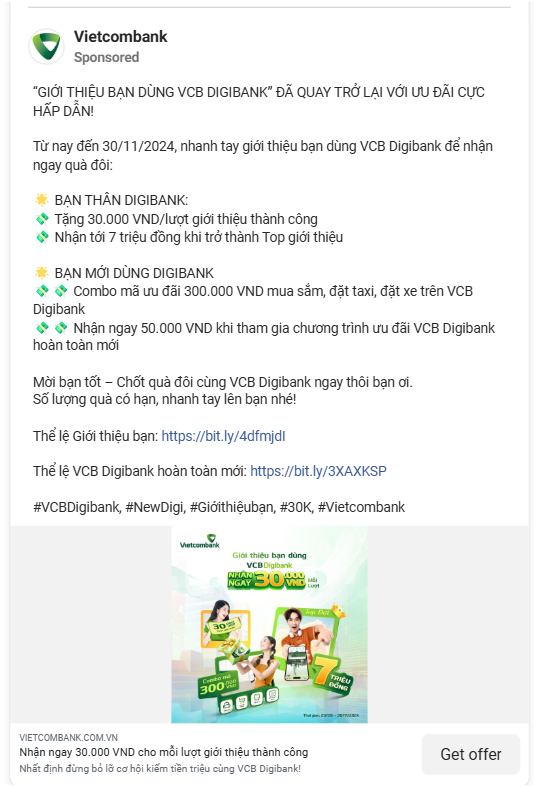 Vietcombank
Sponsored
“GIỚI THIỆU BẠN DÙNG VCB DIGIBANK” ĐÃ QUAY TRỞ LẠI VỚI ƯU ĐÃI CỰC
HẤP DẪN!
Từ nay đến 30/11/2024, nhanh tay giới thiệu bạn dùng VCB Digibank để nhận
ngay quà đôi:
🌟 BẠN THÂN DIGIBANK:
💸 Tặng 30.000 VND/lượt giới thiệu thành công
💸 Nhận tới 7 triệu đồng khi trở thành Top giới thiệu
🌟 BẠN MỚI DÙNG DIGIBANK
💸 💸 Combo mã ưu đãi 300.000 VND mua sắm, đặt taxi, đặt xe trên VCB
Digibank
💸 💸 Nhận ngay 50.000 VND khi tham gia chương trình ưu đãi VCB Digibank
hoàn toàn mới
Mời bạn tốt – Chốt quà đôi cùng VCB Digibank ngay thôi bạn ơi.
Số lượng quà có hạn, nhanh tay lên bạn nhé!
Thể lệ Giới thiệu bạn: https://bit.ly/4dfmjdI
Thể lệ VCB Digibank hoàn toàn mới: https://bit.ly/3XAXKSP
#VCBDigibank, #NewDigi, #Giớithiệubạn, #30K, #Vietcombank
Vietcombank
Giới thiệu bạn dùng
VCBDigibank
NHẬN NGAY 30.000 VND Mỗi Lượt
30
Combo mã
300.000 VND
7 TRIỆU ĐỒNG
VIETCOMBANK.COM.VN
Nhận ngay 30.000 VND cho mỗi lượt giới thiệu thành công
Nhất định đừng bỏ lỡ cơ hội kiếm tiền triệu cùng VCB Digibank!
Get offer